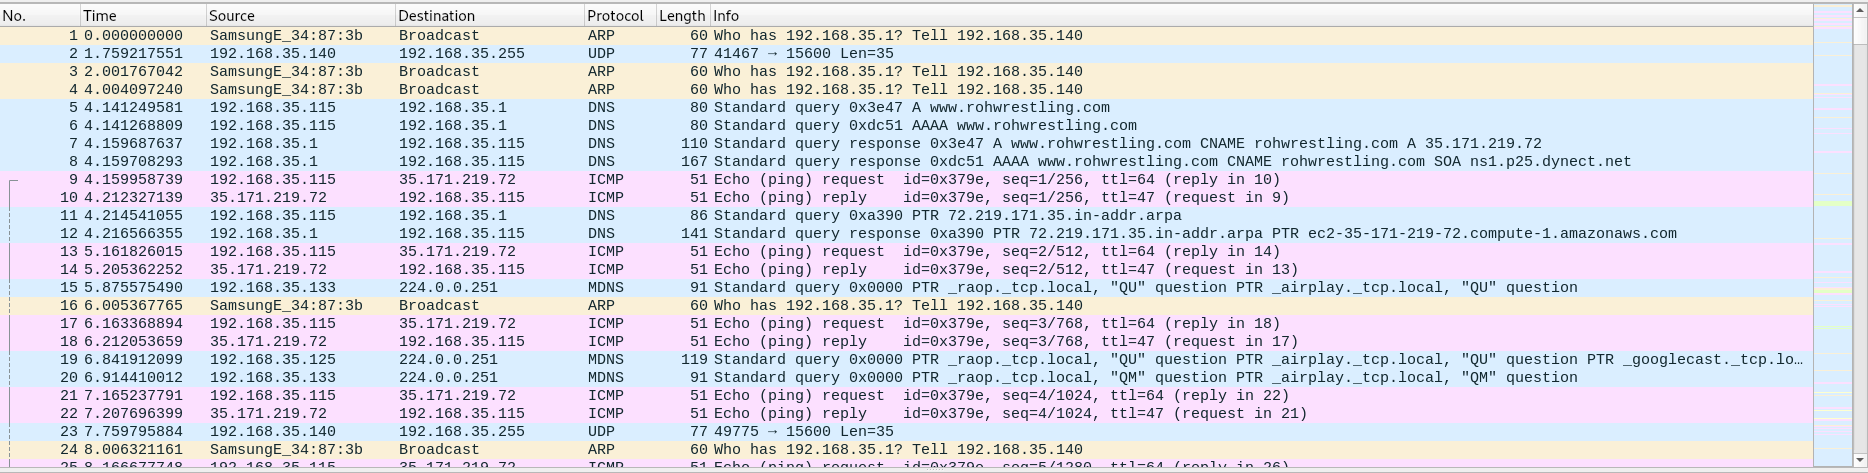 No. Time Source Destination Protocol Length Info
1 0.000000000 SamsungE_34:87:3b Broadcast ARP 60 Who has 192.168.35.1? Tell 192.168.35.140
2 1.759217551 192.168.35.140 192.168.35.255 UDP 77 41467 → 15600 Len=35
3 2.001767042 SamsungE_34:87:3b Broadcast ARP 60 Who has 192.168.35.1? Tell 192.168.35.140
4 4.004097240 SamsungE_34:87:3b Broadcast ARP 60 Who has 192.168.35.1? Tell 192.168.35.140
5 4.141249581 192.168.35.115 192.168.35.1 DNS 80 Standard query 0x3e47 A www.rohwrestling.com
6 4.141268809 192.168.35.115 192.168.35.1 DNS 80 Standard query 0xdc51 AAAA www.rohwrestling.com
7 4.159687637 192.168.35.1 192.168.35.115 DNS 110 Standard query response 0x3e47 A www.rohwrestling.com CNAME rohwrestling.com A 35.171.219.72
8 4.159708293 192.168.35.1 192.168.35.115 DNS 167 Standard query response 0xdc51 AAAA www.rohwrestling.com CNAME rohwrestling.com SOA ns1.p25.dynect.net
9 4.159958739 192.168.35.115 35.171.219.72 ICMP 51 Echo (ping) request id=0x379e, seq=1/256, ttl=64 (reply in 10)
10 4.212327139 35.171.219.72 192.168.35.115 ICMP 51 Echo (ping) reply id=0x379e, seq=1/256, ttl=47 (request in 9)
11 4.214541055 192.168.35.115 192.168.35.1 DNS 86 Standard query 0xa390 PTR 72.219.171.35.in-addr.arpa
12 4.216566355 192.168.35.1 192.168.35.115 DNS 141 Standard query response 0xa390 PTR 72.219.171.35.in-addr.arpa PTR ec2-35-171-219-72.compute-1.amazonaws.com
13 5.161826015 192.168.35.115 35.171.219.72 ICMP 51 Echo (ping) request id=0x379e, seq=2/512, ttl=64 (reply in 14)
14 5.205362252 35.171.219.72 192.168.35.115 ICMP 51 Echo (ping) reply id=0x379e, seq=2/512, ttl=47 (request in 13)
15 5.875575490 192.168.35.133 224.0.0.251 MDNS 91 Standard query 0x0000 PTR _raop._tcp.local, "QU" question PTR _airplay._tcp.local, "QU" question
16 6.005367765 SamsungE_34:87:3b Broadcast ARP 60 Who has 192.168.35.1? Tell 192.168.35.140
17 6.163368894 192.168.35.115 35.171.219.72 ICMP 51 Echo (ping) request id=0x379e, seq=3/768, ttl=64 (reply in 18)
18 6.212053659 35.171.219.72 192.168.35.115 ICMP 51 Echo (ping) reply id=0x379e, seq=3/768, ttl=47 (request in 17)
19 6.841912099 192.168.35.125 224.0.0.251 MDNS 119 Standard query 0x0000 PTR _raop._tcp.local, "QU" question PTR _airplay._tcp.local, "QU" question PTR _googlecast._tcp.lo…
20 6.914410012 192.168.35.133 224.0.0.251 MDNS 91 Standard query 0x0000 PTR _raop._tcp.local, "QM" question PTR _airplay._tcp.local, "QM" question
21 7.165237791 192.168.35.115 35.171.219.72 ICMP 51 Echo (ping) request id=0x379e, seq=4/1024, ttl=64 (reply in 22)
22 7.207696399 35.171.219.72 192.168.35.115 ICMP 51 Echo (ping) reply id=0x379e, seq=4/1024, ttl=47 (request in 21)
23 7.759795884 192.168.35.140 192.168.35.255 UDP 77 49775 → 15600 Len=35
24 8.006321161 SamsungE_34:87:3b Broadcast ARP 60 Who has 192.168.35.1? Tell 192.168.35.140
25 192.168.35.115 35.171.219.72 ICMP 51 Echo (ping) request id=0x379e, seq=5/1280, ttl=64 (reply in 26)